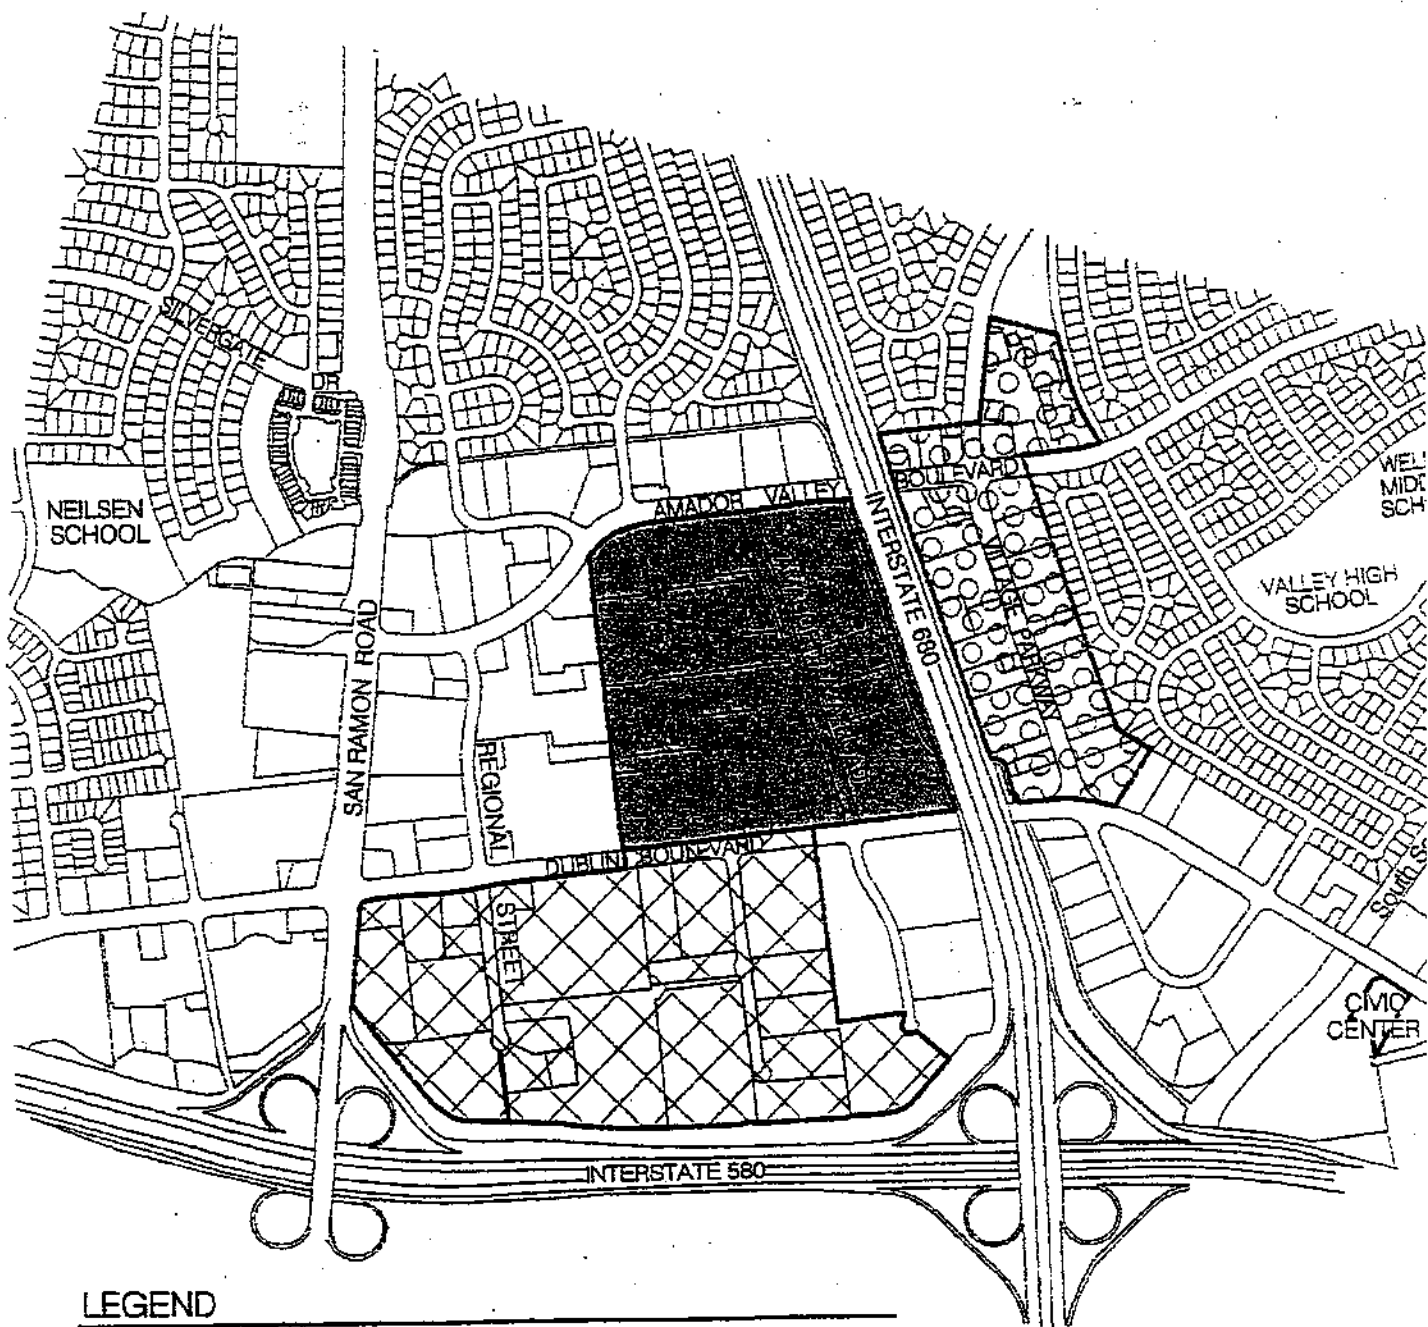 SILVERGATE
DR
NEILSEN
SCHOOL
AMADOR VALLEY BOULEVARD
INTERSTATE 680
VILLAGE PARKWAY
VALLEY HIGH
SCHOOL
SAN RAMON ROAD
REGIONAL
STREET
DUBLIN BOULEVARD
South
CIVIC
CENTER
INTERSTATE 580
LEGEND